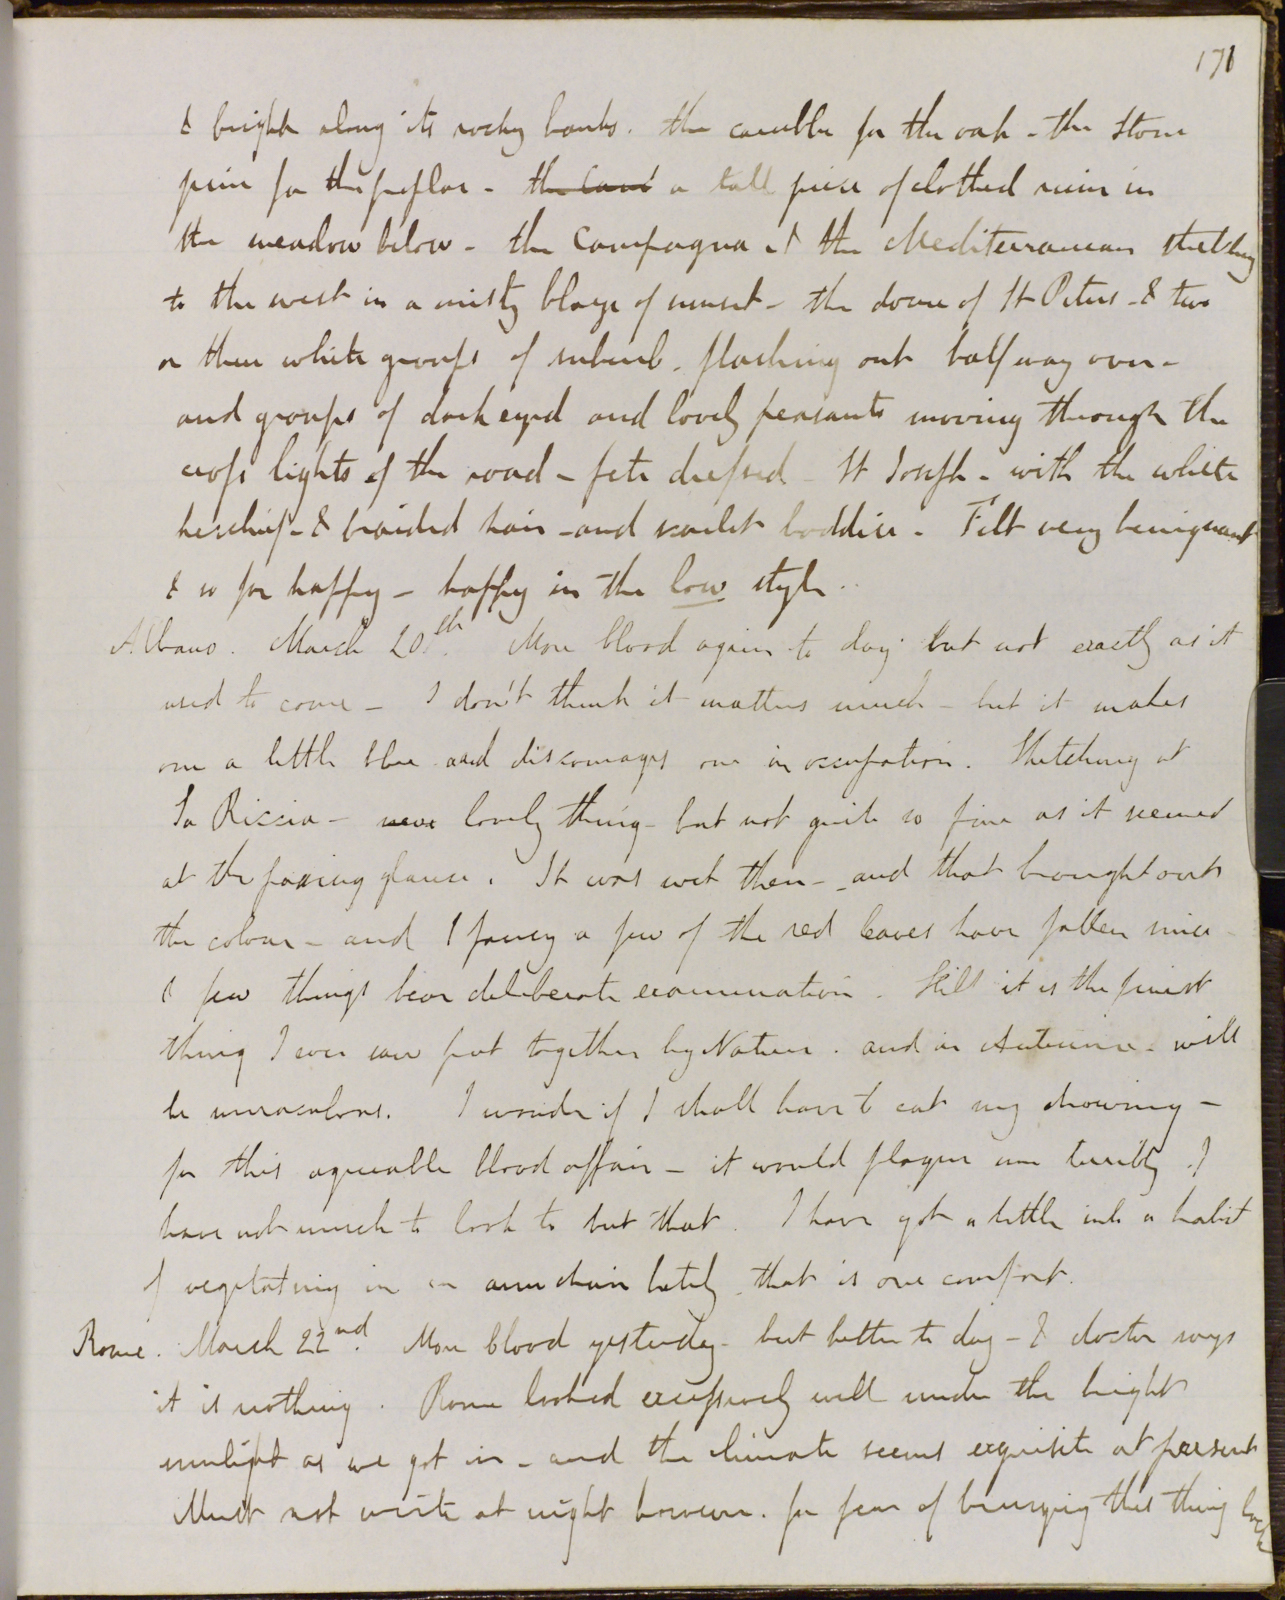 171
& bright along its rocky banks. the carubba for the oak - the stone
pine for the poplar - the a tall piece of clothed ruin in
the meadow below - the Campagna & the Mediterranean stretching
to the west in a misty blaze of sunset - the dome of St Peters - & two
or three white groups of suburb, flashing out half way over -
and groups of dark eyed and lovely peasants moving through the
cross lights of the road - fete dressed - St Joseph - with the white
kerchief - & braided hair - and scarlet boddice - Felt very benignant
& so far happy - happy in the low style.
Albano. March 20th. More blood again to day but not exactly as it
used to come - I don't think it matters much - but it makes
one a little blue and discourages one in occupation. Sketching at
La Riccia - lovely thing - but not quite so fine as it seemed
at the passing glance. It was wet then - and that brought out
the colour - and I fancy a few of the red leaves have fallen since -
& few things bear deliberate examination. Still it is the finest
thing I ever saw put together by Nature. and in Autumn - will
be miraculous. I wonder if I shall have to cut my drawing -
for this agreeable blood affair - it would plague me terribly. I
have not much to look to but that. I have got a little into a habit
of vegetating in an armchair lately, that is one comfort.
Rome. March 22nd. More blood yesterday - but better to day - & doctor says
it is nothing. Rome looked excessively well under the bright
sunlight as we got in - and the climate seems exquisite at present
Must not write at night however. for fear of bringing this thing back